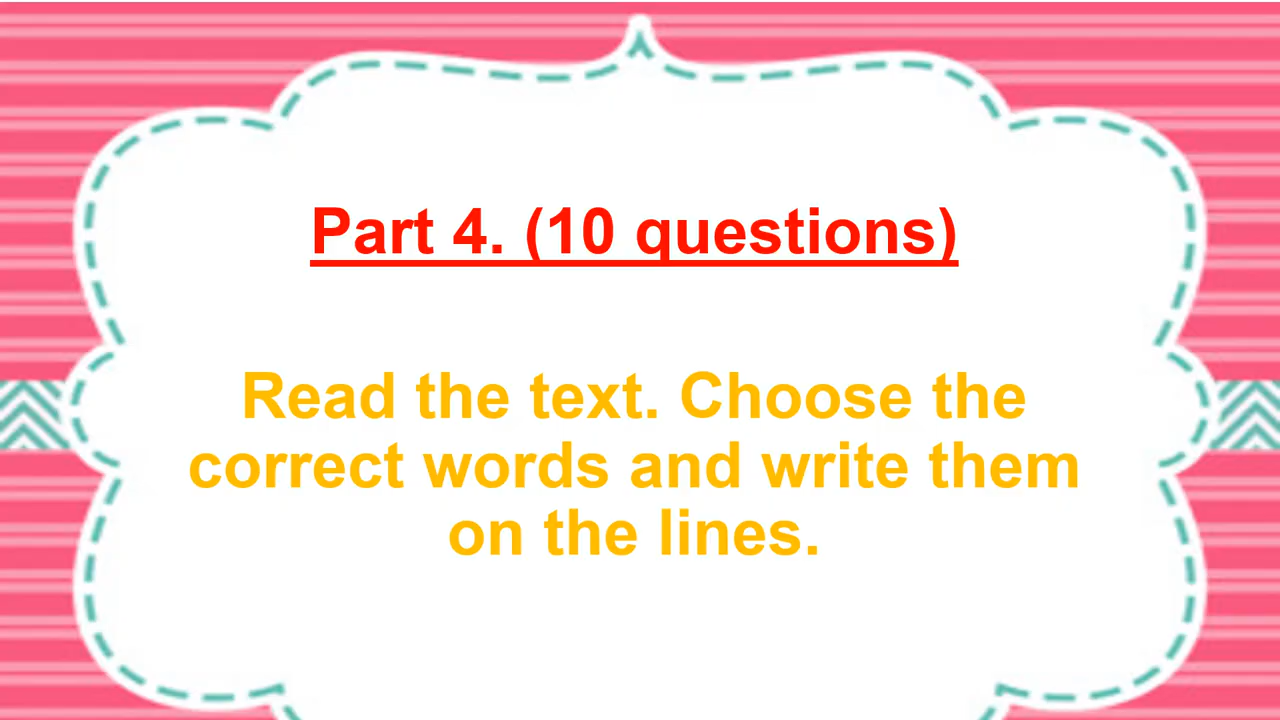 Part 4. (10 questions)
Read the text. Choose the
correct words and write them
on the lines.